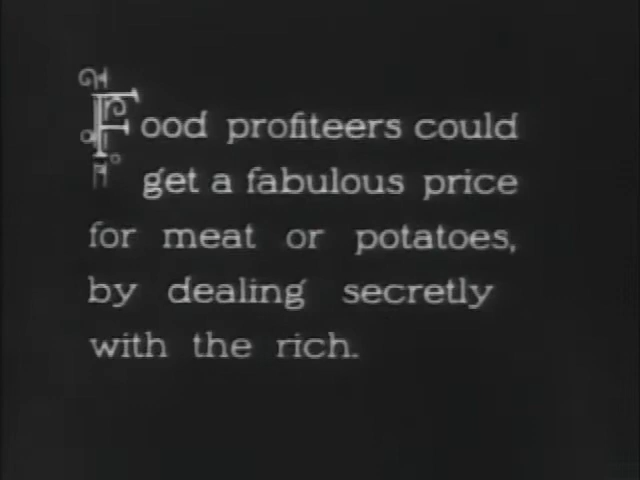 Food profiteers could
get a fabulous price
for meat or potatoes,
by dealing secretly
with the rich.